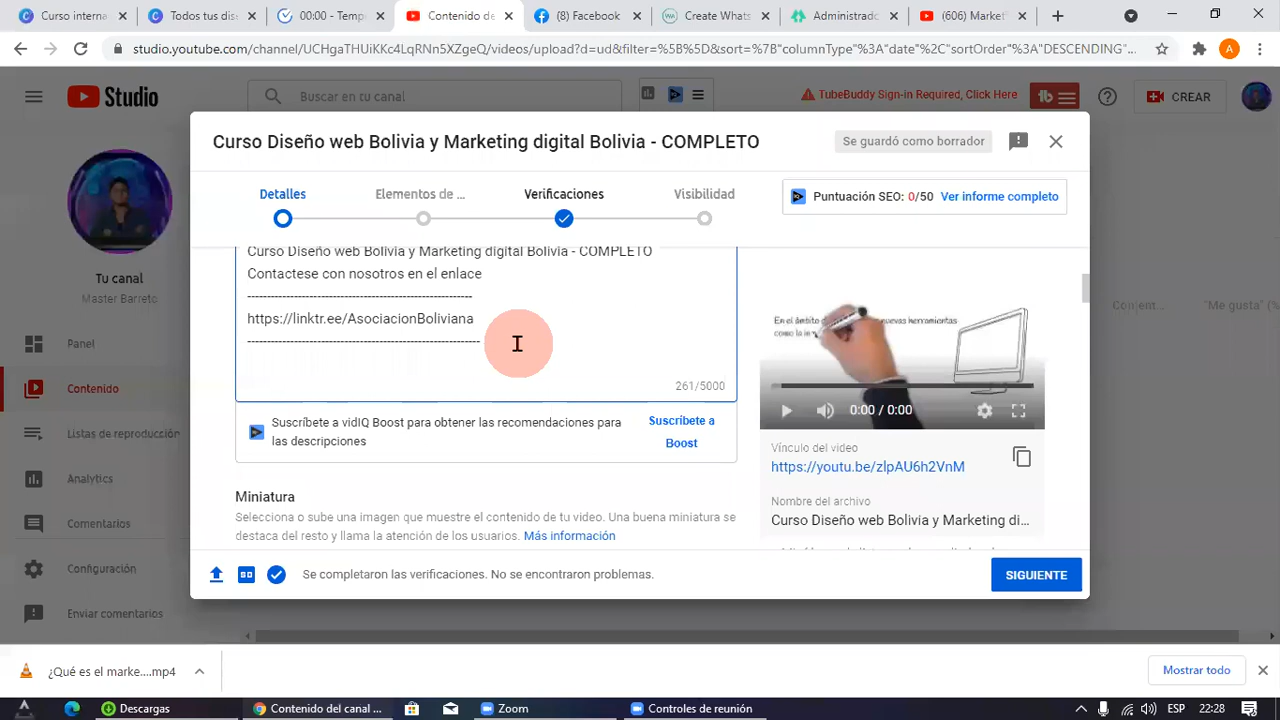 Curso interna
Todos tus di
00:00 - Tempo
Contenido de
(8) Facebook
Create Whats
Administrado
(606) Market
studio.youtube.com/channel/UCHgaTHUiKKc4LqRNn5XZgeQ/videos/upload?d=ud&filter=%5B%5D&sort=%7B"columnType"%3A"date"%2C"sortOrder"%3A"DESCENDING"...
A
Studio
Buscar en tu canal
TubeBuddy Sign-in Required, Click Here
CREAR
Curso Diseño web Bolivia y Marketing digital Bolivia - COMPLETO
Se guardó como borrador
Detalles
Elementos de ...
Verificaciones
Visibilidad
Puntuación SEO: 0/50 Ver informe completo
Curso Diseño web Bolivia y Marketing digital Bolivia - COMPLETO
Contactese con nosotros en el enlace
----------------------------------------------------------
https://linktr.ee/AsociacionBoliviana
------------------------------------------------------------
261/5000
Suscríbete a vidIQ Boost para obtener las recomendaciones para
las descripciones
Suscríbete a
Boost
Miniatura
Selecciona o sube una imagen que muestre el contenido de tu video. Una buena miniatura se
destaca del resto y llama la atención de los usuarios. Más información
En el ámbito
nuevas herramientas
como la
0:00 / 0:00
Vínculo del video
https://youtu.be/zlpAU6h2VnM
Nombre del archivo
Curso Diseño web Bolivia y Marketing di...
Se completaron las verificaciones. No se encontraron problemas.
SIGUIENTE
Tu canal
Master Barreto
Panel
Contenido
Listas de reproducción
Analytics
Comentarios
Configuración
Enviar comentarios
Coment...
"Me gusta" (%
¿Qué es el marke....mp4
Mostrar todo
Descargas
Contenido del canal ...
Zoom
Controles de reunión
ESP
22:28